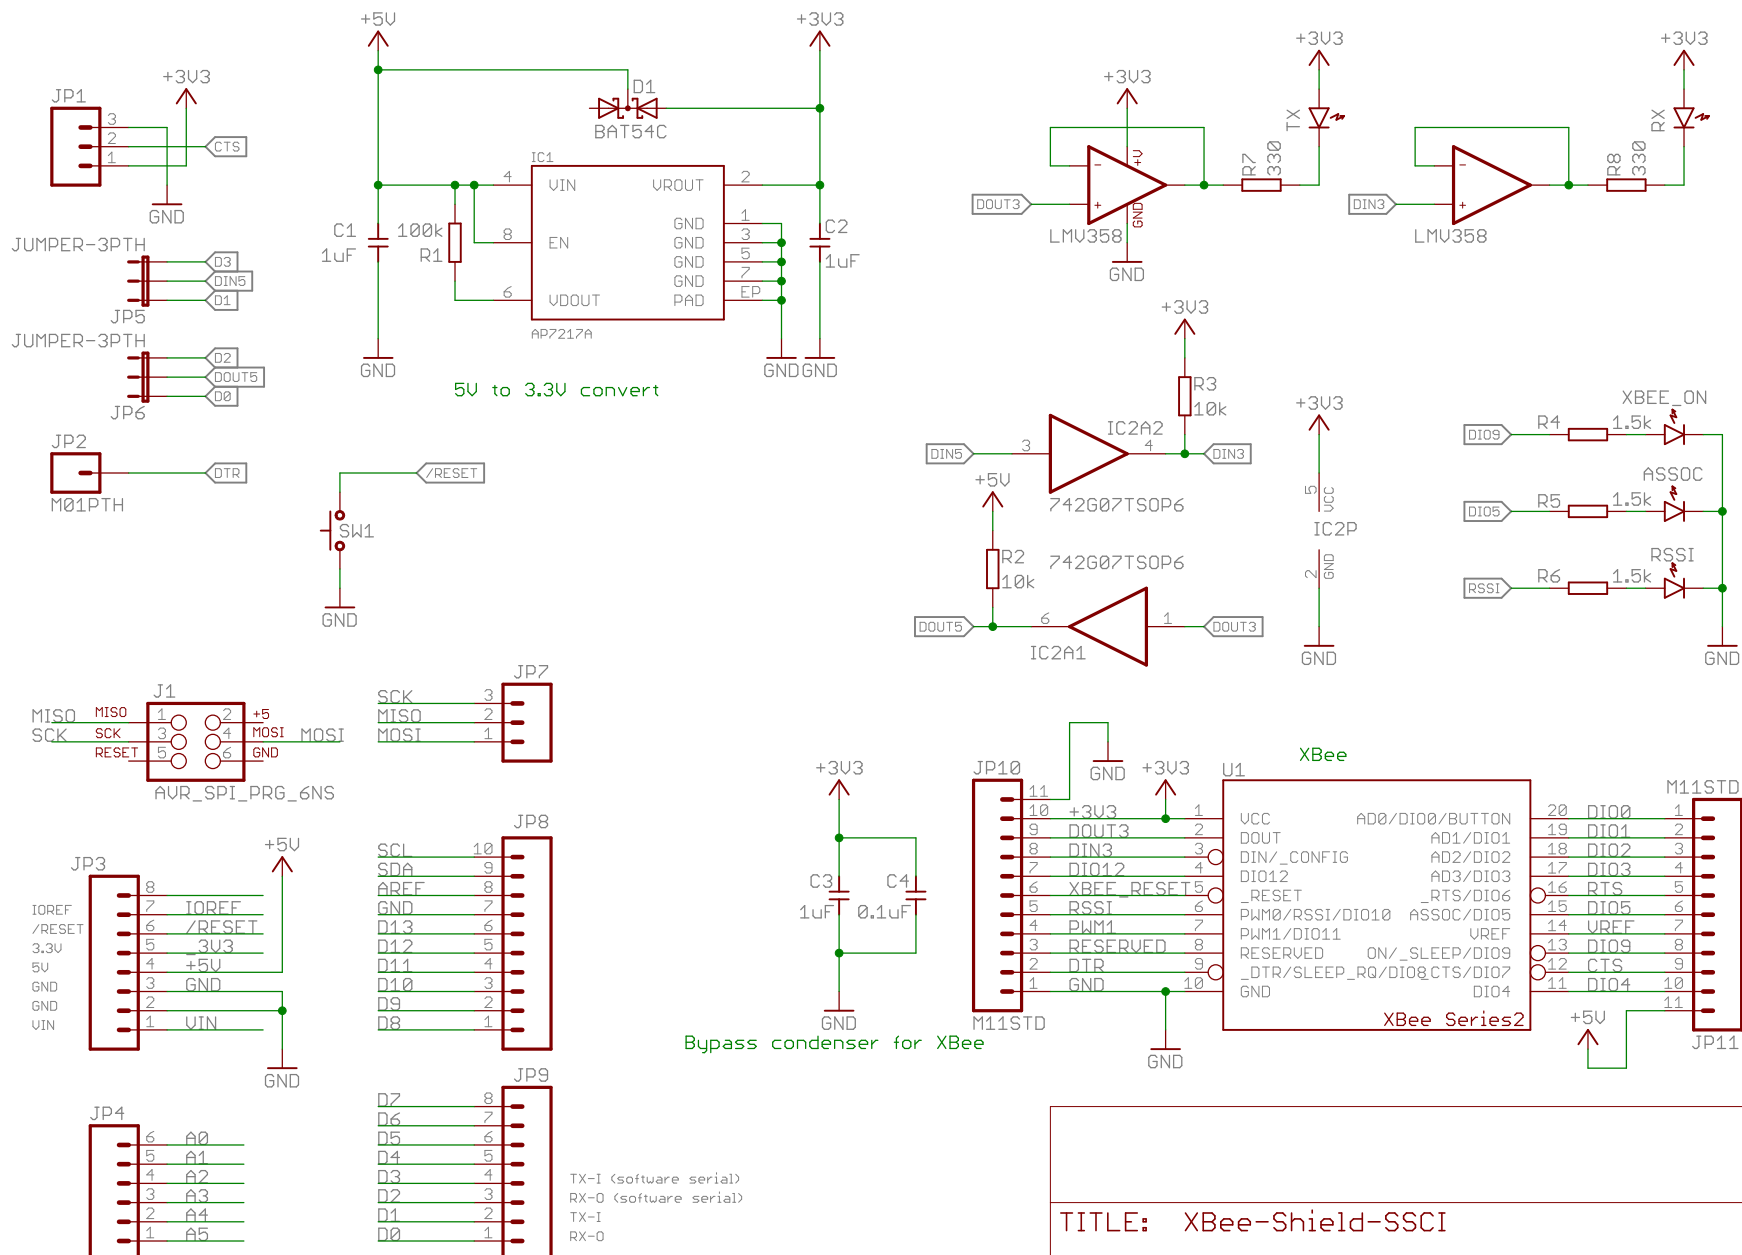 +5V
+3V3
+3V3
JP1
3
2
1
CTS
GND
D1
BAT54C
IC1
4
VIN
VROUT
2
8
EN
GND
1
GND
3
GND
5
GND
7
6
VDOUT
PAD
EP
AP7217A
C1
1uF
100k
R1
C2
1uF
GND
GND
GND
5V to 3.3V convert
JUMPER-3PTH
D3
DIN5
D1
JP5
JUMPER-3PTH
D2
DOUT5
D0
JP6
JP2
DTR
M01PTH
/RESET
SW1
GND
+3V3
+3V3
+3V3
TX
RX
-
+V
+
GND
DOUT3
LMV358
GND
R7
330
-
+
DIN3
LMV358
R8
330
+3V3
R3
10k
IC2A2
DIN5
3
4
DIN3
742G07TSOP6
+5V
R2
10k
742G07TSOP6
DOUT5
6
1
DOUT3
IC2A1
+3V3
5
VCC
IC2P
2
GND
GND
XBEE_ON
DIO9
R4
1.5k
ASSOC
DIO5
R5
1.5k
RSSI
RSSI
R6
1.5k
GND
J1
MISO
MISO
1
2
+5
SCK
SCK
3
4
MOSI
MOSI
RESET
5
6
GND
AVR_SPI_PRG_6NS
JP7
SCK
3
MISO
2
MOSI
1
JP3
+5V
8
IOREF
7
IOREF
/RESET
6
/RESET
3.3V
5
_3V3
5V
4
+5V
GND
3
GND
GND
2
VIN
1
VIN
GND
JP8
SCL
10
SDA
9
AREF
8
GND
7
D13
6
D12
5
D11
4
D10
3
D9
2
D8
1
JP4
6
A0
5
A1
4
A2
3
A3
2
A4
1
A5
JP9
D7
8
D6
7
D5
6
D4
5
D3
4
TX-I (software serial)
D2
3
RX-O (software serial)
D1
2
TX-I
D0
1
RX-O
+3V3
C3
1uF
C4
0.1uF
GND
Bypass condenser for XBee
XBee
GND
+3V3
JP10
11
10
+3V3
9
DOUT3
8
DIN3
7
DIO12
6
XBEE_RESET
5
RSSI
4
PWM1
3
RESERVED
2
DTR
1
GND
M11STD
GND
U1
1
VCC
AD0/DIO0/BUTTON
20
DIO0
2
DOUT
AD1/DIO1
19
DIO1
3
DIN/_CONFIG
AD2/DIO2
18
DIO2
4
DIO12
AD3/DIO3
17
DIO3
5
_RESET
_RTS/DIO6
16
RTS
6
PWM0/RSSI/DIO10
ASSOC/DIO5
15
DIO5
7
PWM1/DIO11
VREF
14
VREF
8
RESERVED
ON/_SLEEP/DIO9
13
DIO9
9
_DTR/SLEEP_RQ/DIO8
_CTS/DIO7
12
CTS
10
GND
DIO4
11
DIO4
XBee Series2
M11STD
1
2
3
4
5
6
7
8
9
10
11
JP11
+5V
TITLE: XBee-Shield-SSCI